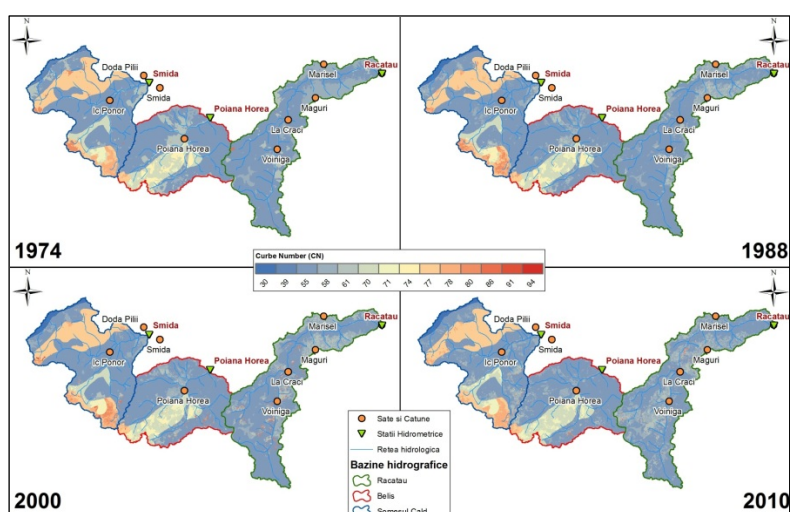 N
Doda Pilii
Smida
Smida
Ic Ponor
Poiana Horea
Poiana Horea
Marisel
Racatau
Maguri
La Craci
Voiniga
1974
N
Doda Pilii
Smida
Smida
Ic Ponor
Poiana Horea
Poiana Horea
Marisel
Racatau
Maguri
La Craci
Voiniga
1988
Curbe Number (CN)
30 39 55 58 61 70 71 74 77 78 80 86 91 94
N
Doda Pilii
Smida
Smida
Ic Ponor
Poiana Horea
Poiana Horea
Marisel
Racatau
Maguri
La Craci
Voiniga
2000
N
Doda Pilii
Smida
Smida
Ic Ponor
Poiana Horea
Poiana Horea
Marisel
Racatau
Maguri
La Craci
Voiniga
2010
Sate si Catune
Statii Hidrometrice
Retea hidrologica
Bazine hidrografice
Racatau
Belis
Somesul Cald